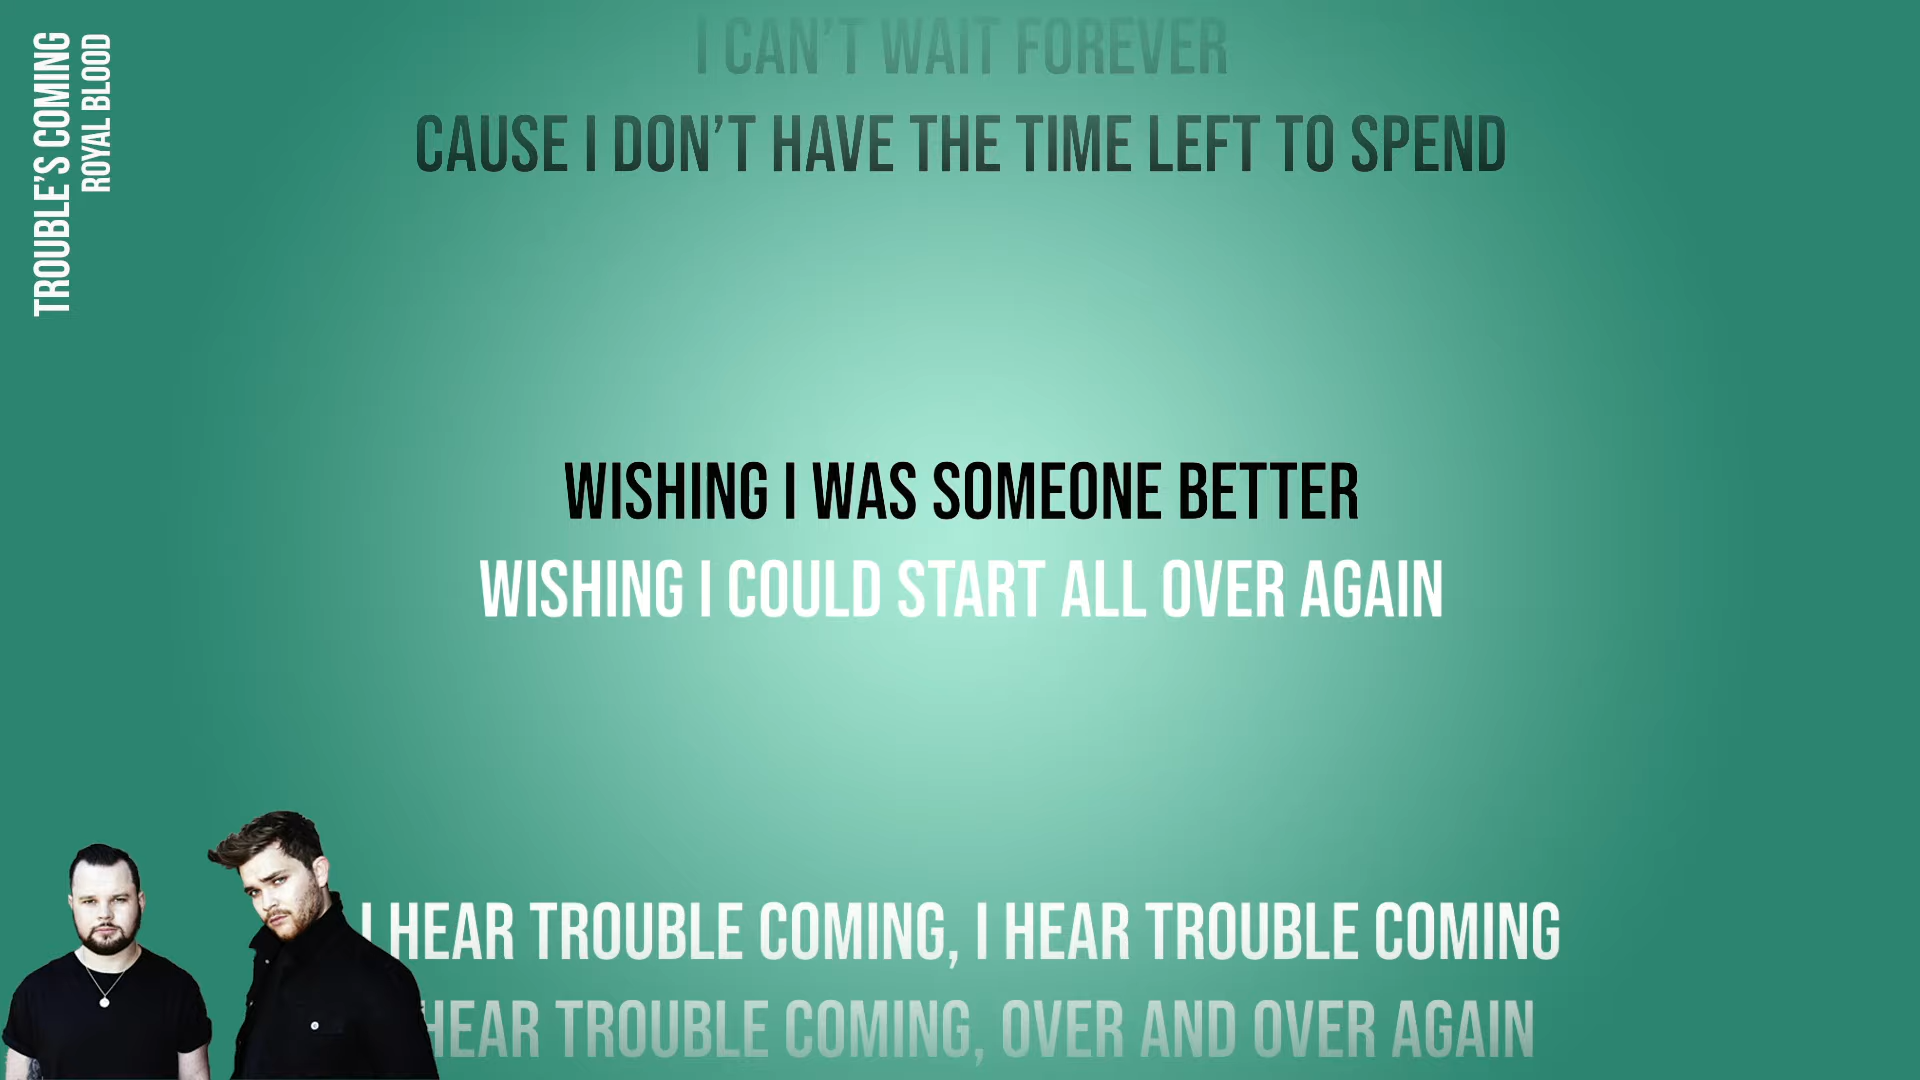 TROUBLE'S COMING
ROYAL BLOOD
I CAN'T WAIT FOREVER
CAUSE I DON'T HAVE THE TIME LEFT TO SPEND
WISHING I WAS SOMEONE BETTER
WISHING I COULD START ALL OVER AGAIN
I HEAR TROUBLE COMING, I HEAR TROUBLE COMING
HEAR TROUBLE COMING, OVER AND OVER AGAIN